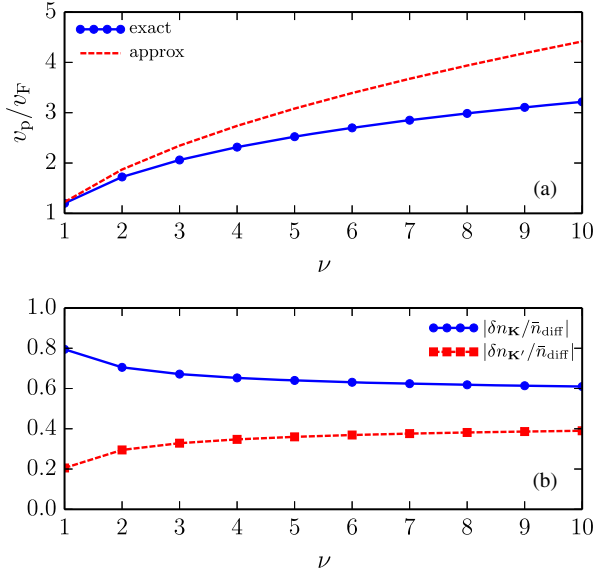 5
exact
approx
4
v_p/v_F
3
2
(a)
1
1 2 3 4 5 6 7 8 9 10
ν
1.0
|δn_K/n̄_diff|
|δn_K′/n̄_diff|
0.8
0.6
0.4
0.2
(b)
0.0
1 2 3 4 5 6 7 8 9 10
ν